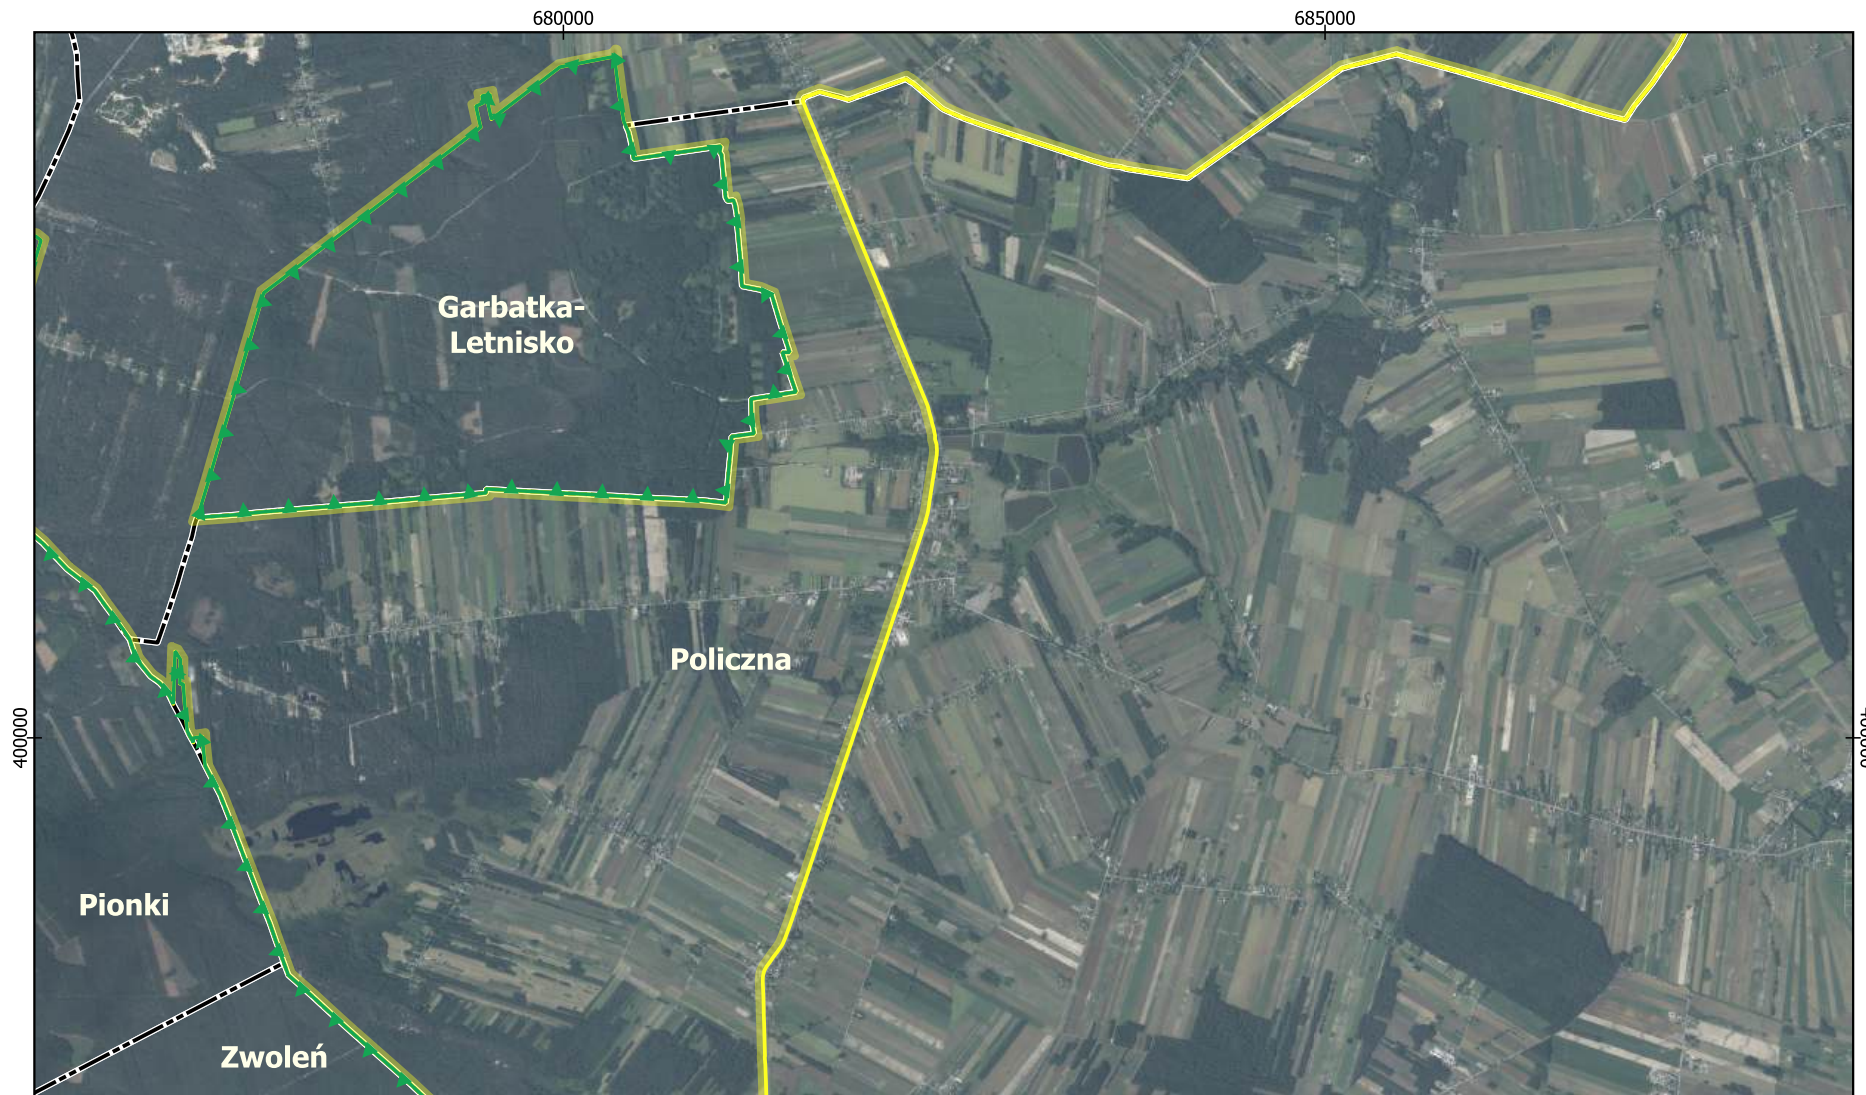 680000
685000
Garbatka-
Letnisko
Policzna
400000
Pionki
Zwoleń